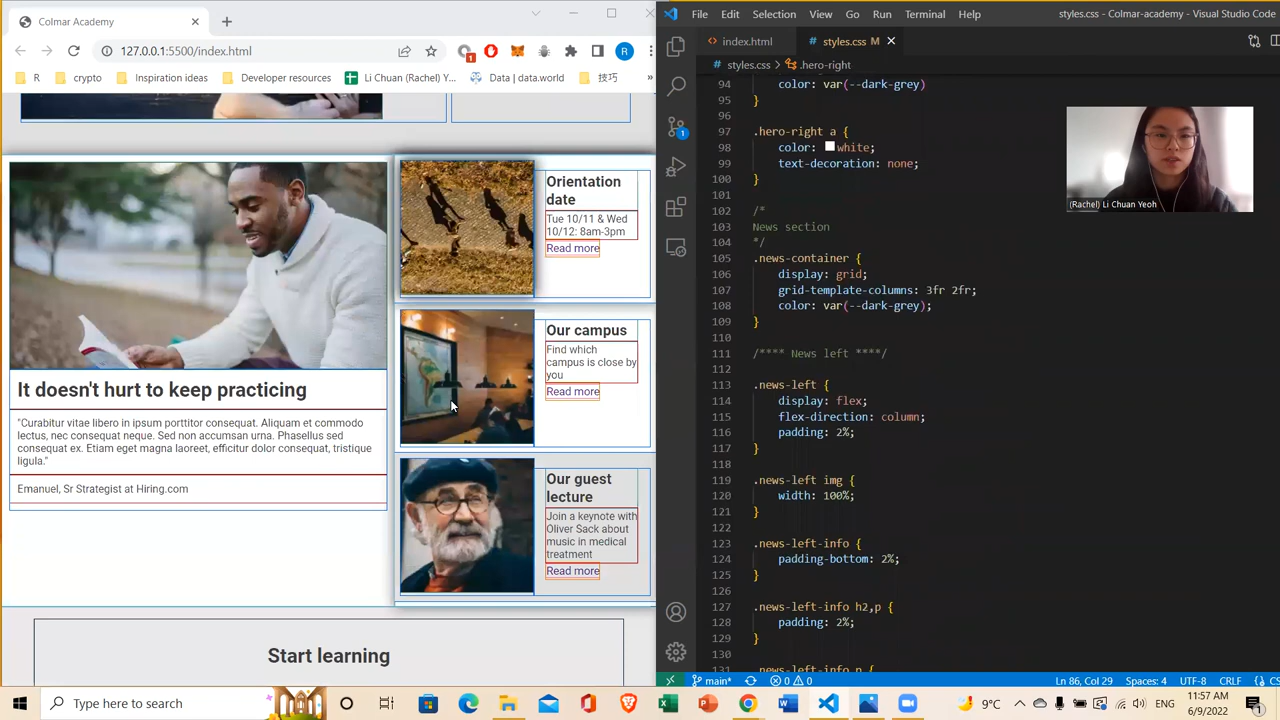 Colmar Academy
File Edit Selection View Go Run Terminal Help
styles.css - Colmar-academy - Visual Studio Code
127.0.0.1:5500/index.html
1
R
index.html
styles.css M
R
crypto
Inspiration ideas
Developer resources
Li Chuan (Rachel) Y...
Data | data.world
技巧
»
styles.css > .hero-right
94 color: var(--dark-grey)
95 }
96
97 .hero-right a {
98 color: white;
99 text-decoration: none;
100 }
101
102 /*
103 News section
104 */
105 .news-container {
106 display: grid;
107 grid-template-columns: 3fr 2fr;
108 color: var(--dark-grey);
109 }
110
111 /**** News left ****/
112
113 .news-left {
114 display: flex;
115 flex-direction: column;
116 padding: 2%;
117 }
118
119 .news-left img {
120 width: 100%;
121 }
122
123 .news-left-info {
124 padding-bottom: 2%;
125 }
126
127 .news-left-info h2,p {
128 padding: 2%;
129 }
130
131 .news-left-info p {
(Rachel) Li Chuan Yeoh
1
Orientation
date
Tue 10/11 & Wed
10/12: 8am-3pm
Read more
Our campus
Find which
campus is close by
you
Read more
It doesn't hurt to keep practicing
"Curabitur vitae libero in ipsum porttitor consequat. Aliquam et commodo
lectus, nec consequat neque. Sed non accumsan urna. Phasellus sed
consequat ex. Etiam eget magna laoreet, efficitur dolor consequat, tristique
ligula."
Emanuel, Sr Strategist at Hiring.com
Our guest
lecture
Join a keynote with
Oliver Sack about
music in medical
treatment
Read more
Start learning
main*
0 0
Ln 86, Col 29 Spaces: 4 UTF-8 CRLF {} CS
Type here to search
9°C
11:57 AM
6/9/2022
1